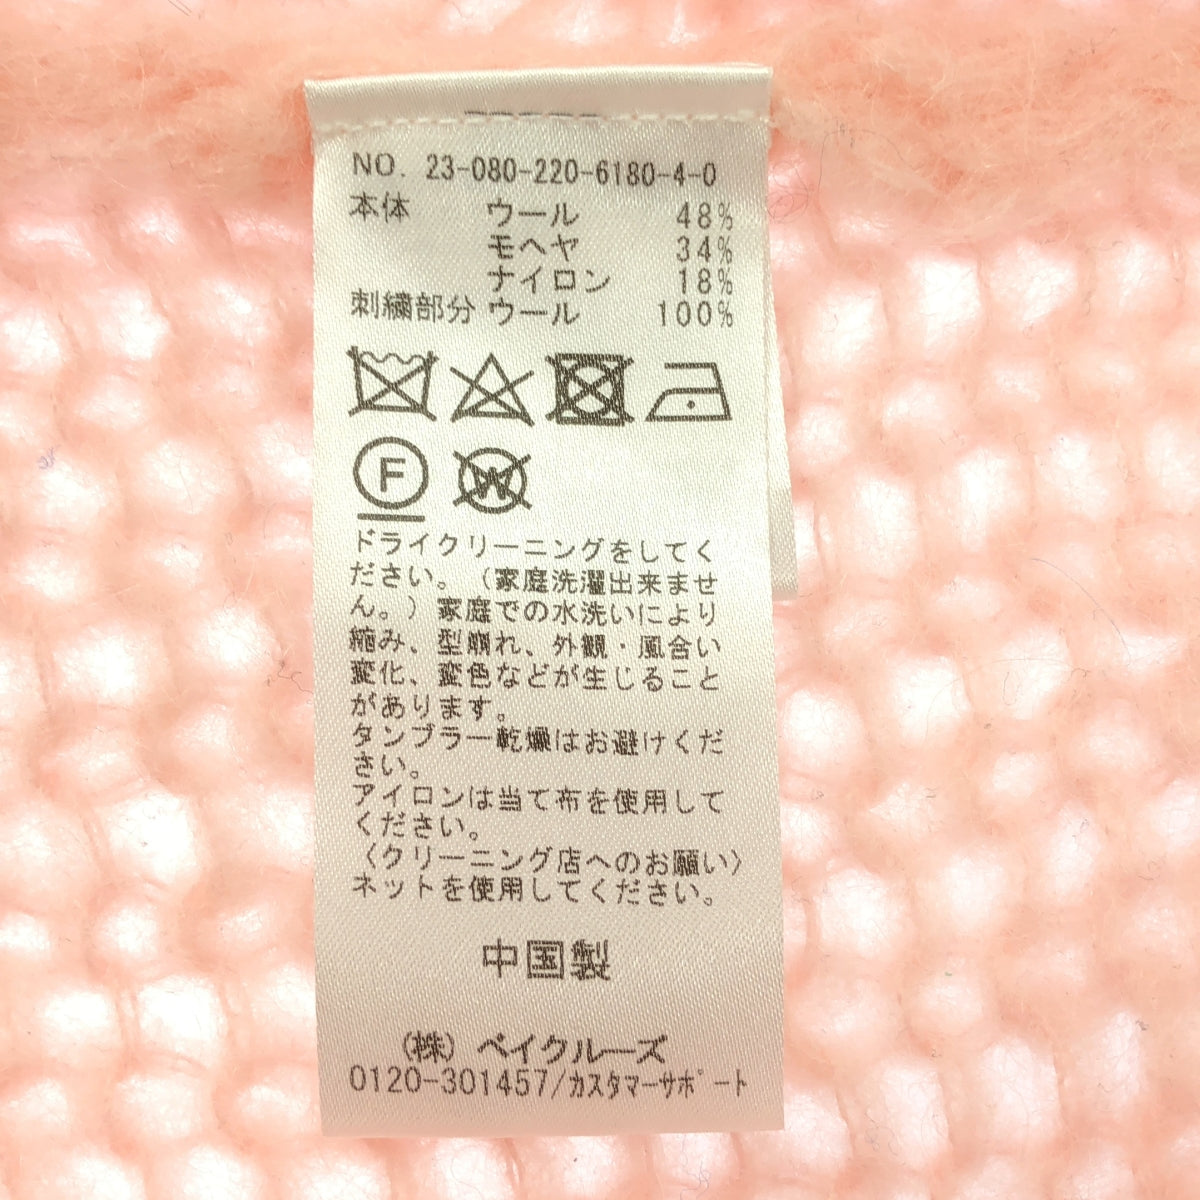 NO. 23-080-220-6180-4-0
本体 ウール 48%
モヘヤ 34%
ナイロン 18%
刺繍部分 ウール 100%
F W
ドライクリーニングをしてく
ださい。(家庭洗濯出来ませ
ん。)家庭での水洗いにより
縮み、型崩れ、外観・風合い
変化、変色などが生じること
があります。
タンブラー乾燥はお避けくだ
さい。
アイロンは当て布を使用して
ください。
〈クリーニング店へのお願い〉
ネットを使用してください。
中国製
(株) ベイクルーズ
0120-301457/カスタマーサポート